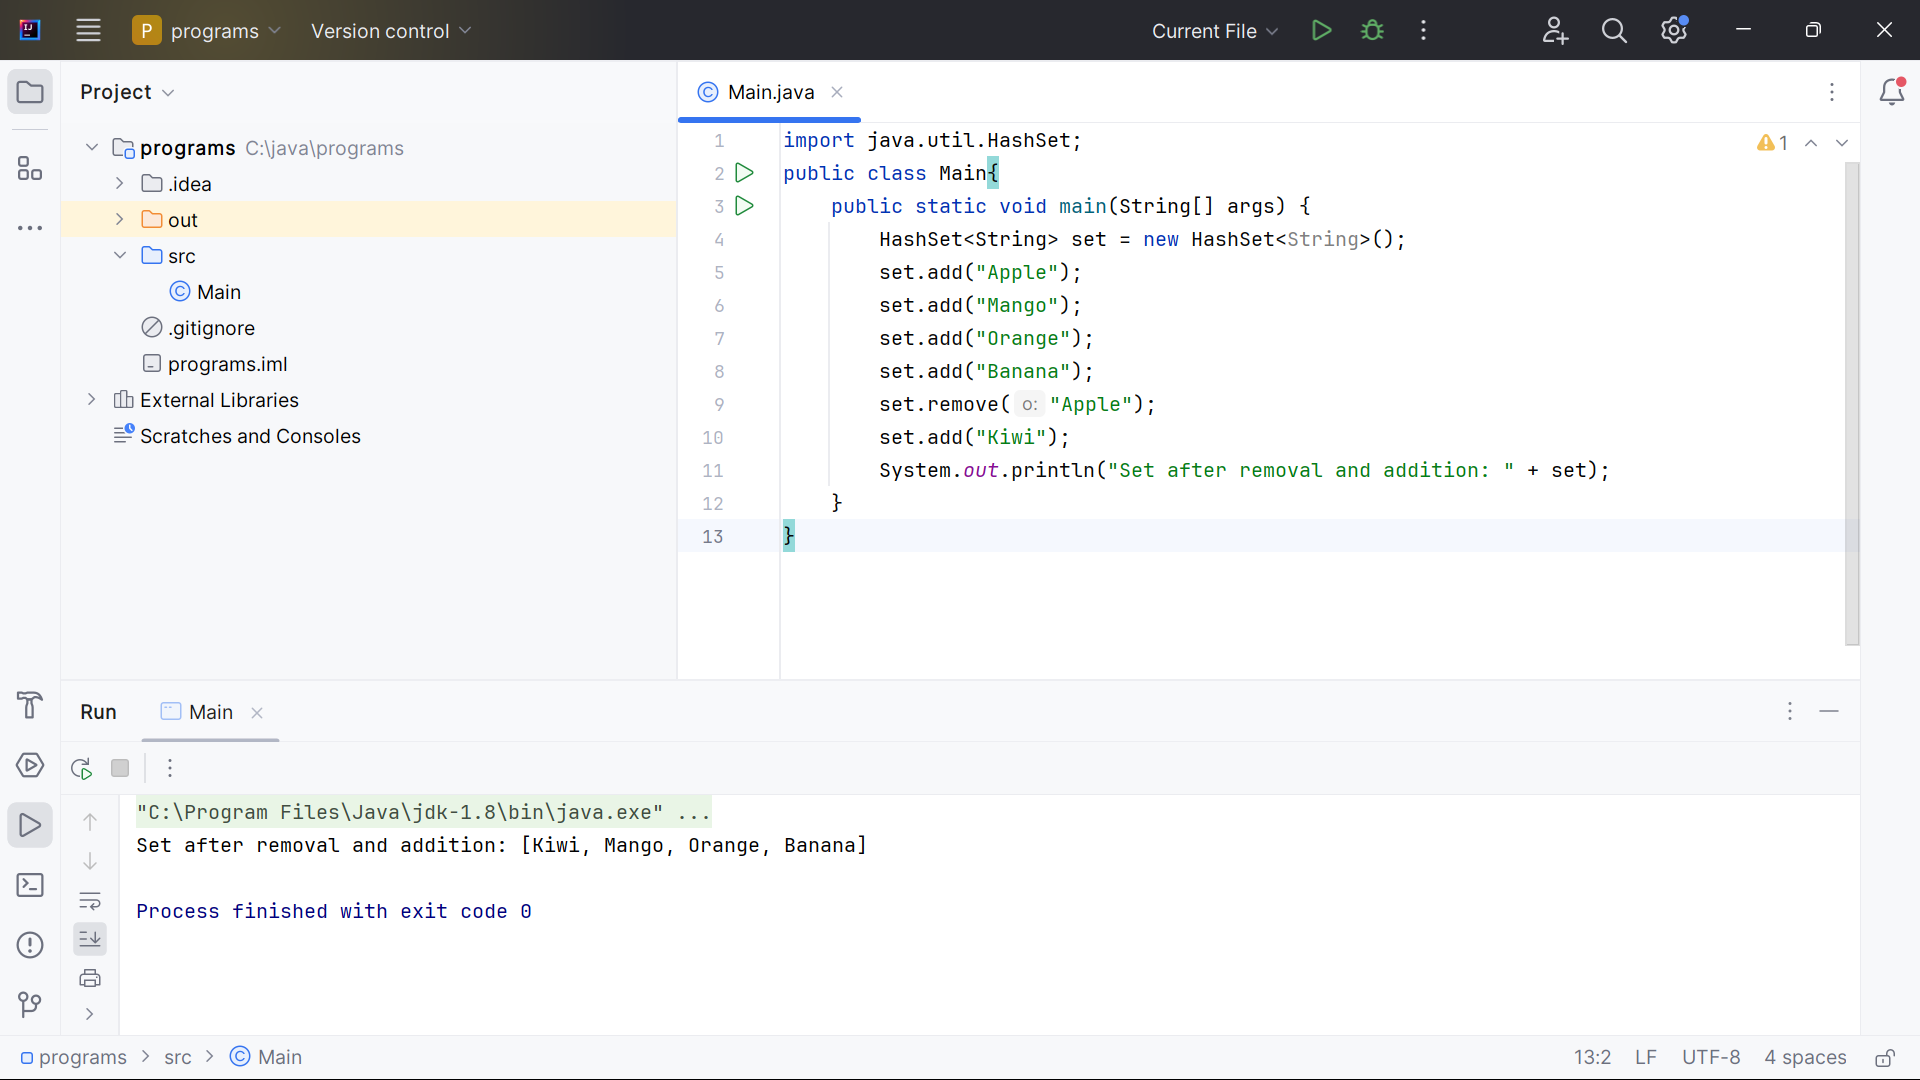 P programs Version control Current File
Project
Main.java
programs C:\java\programs
.idea
out
src
Main
.gitignore
programs.iml
External Libraries
Scratches and Consoles
1 import java.util.HashSet;
2 public class Main{
3 public static void main(String[] args) {
4 HashSet<String> set = new HashSet<String>();
5 set.add("Apple");
6 set.add("Mango");
7 set.add("Orange");
8 set.add("Banana");
9 set.remove( o: "Apple");
10 set.add("Kiwi");
11 System.out.println("Set after removal and addition: " + set);
12 }
13 }
1
Run Main
"C:\Program Files\Java\jdk-1.8\bin\java.exe" ...
Set after removal and addition: [Kiwi, Mango, Orange, Banana]
Process finished with exit code 0
programs > src > Main 13:2 LF UTF-8 4 spaces